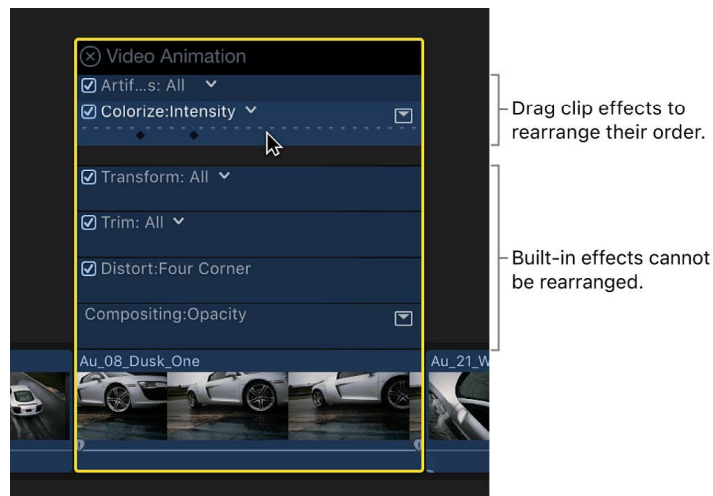 Video Animation
Artif...s: All
Colorize:Intensity
Drag clip effects to
rearrange their order.
Transform: All
Trim: All
Distort:Four Corner
Built-in effects cannot
be rearranged.
Compositing:Opacity
Au_08_Dusk_One
Au_21_W